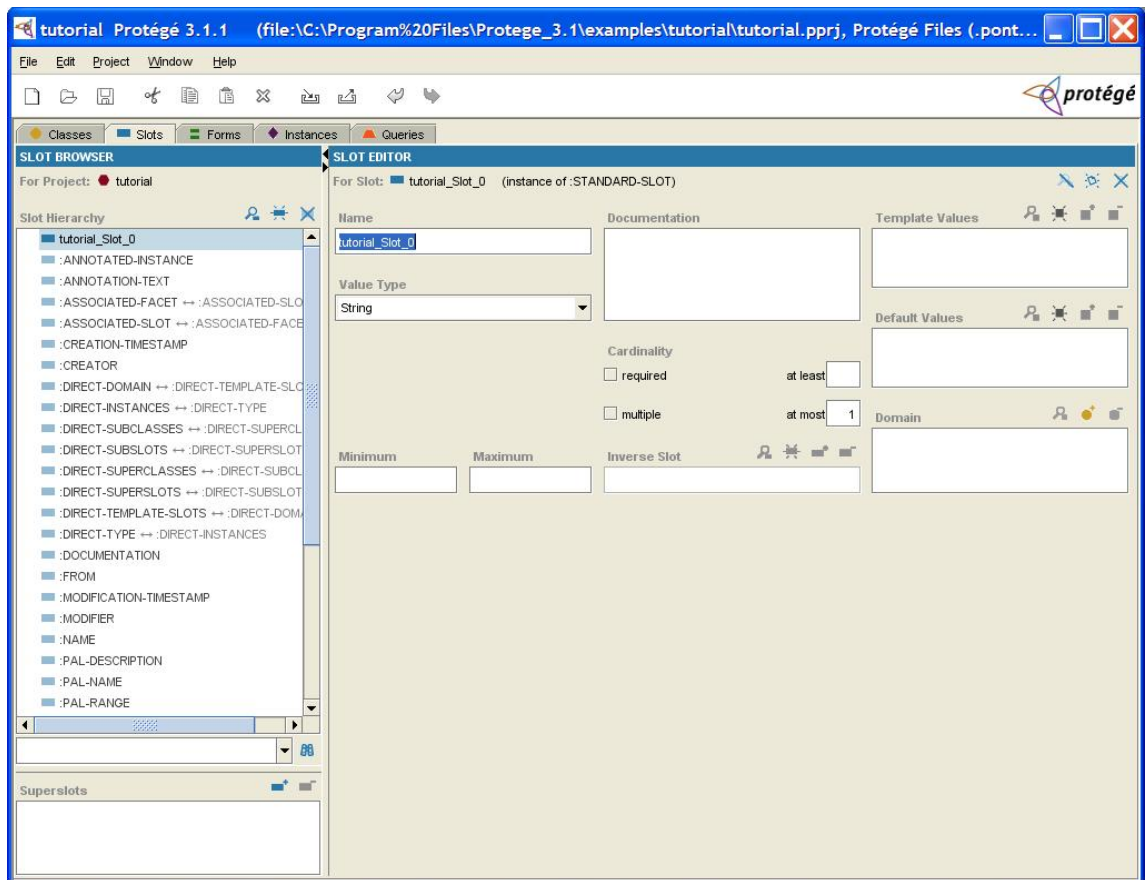 tutorial Protégé 3.1.1 (file:\C:\Program%20Files\Protege_3.1\examples\tutorial\tutorial.pprj, Protégé Files (.pont...
File Edit Project Window Help
protégé
Classes Slots Forms Instances Queries
SLOT BROWSER
For Project: tutorial
Slot Hierarchy
tutorial_Slot_0
:ANNOTATED-INSTANCE
:ANNOTATION-TEXT
:ASSOCIATED-FACET ↔ :ASSOCIATED-SLO
:ASSOCIATED-SLOT ↔ :ASSOCIATED-FACE
:CREATION-TIMESTAMP
:CREATOR
:DIRECT-DOMAIN ↔ :DIRECT-TEMPLATE-SLO
:DIRECT-INSTANCES ↔ :DIRECT-TYPE
:DIRECT-SUBCLASSES ↔ :DIRECT-SUPERCL
:DIRECT-SUBSLOTS ↔ :DIRECT-SUPERSLOT
:DIRECT-SUPERCLASSES ↔ :DIRECT-SUBCL
:DIRECT-SUPERSLOTS ↔ :DIRECT-SUBSLOT
:DIRECT-TEMPLATE-SLOTS ↔ :DIRECT-DOMA
:DIRECT-TYPE ↔ :DIRECT-INSTANCES
:DOCUMENTATION
:FROM
:MODIFICATION-TIMESTAMP
:MODIFIER
:NAME
:PAL-DESCRIPTION
:PAL-NAME
:PAL-RANGE
Superslots
SLOT EDITOR
For Slot: tutorial_Slot_0 (instance of :STANDARD-SLOT)
Name
tutorial_Slot_0
Value Type
String
Minimum Maximum
Documentation
Cardinality
required at least
multiple at most 1
Inverse Slot
Template Values
Default Values
Domain